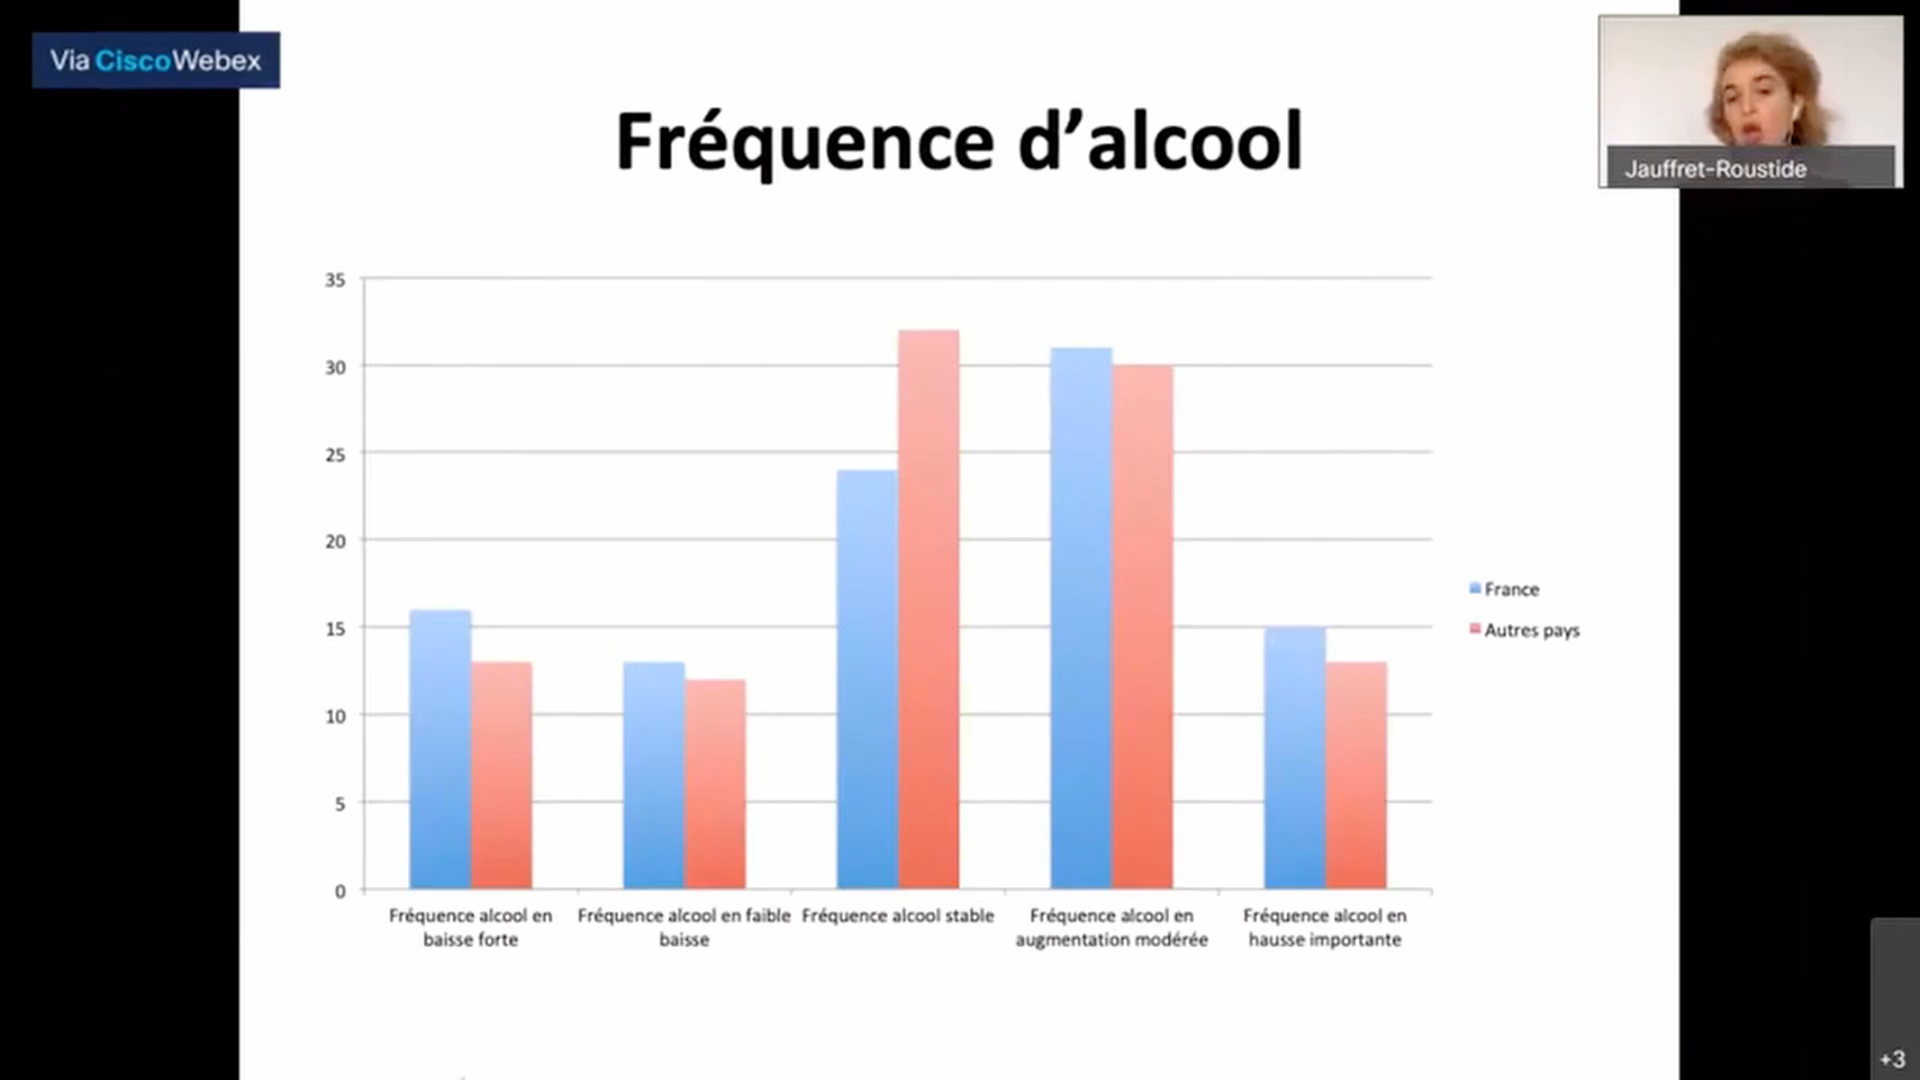 Via CiscoWebex
Jauffret-Roustide
Fréquence d’alcool
35
30
25
20
15
10
5
0
France
Autres pays
Fréquence alcool en
baisse forte
Fréquence alcool en faible
baisse
Fréquence alcool stable
Fréquence alcool en
augmentation modérée
Fréquence alcool en
hausse importante
+3